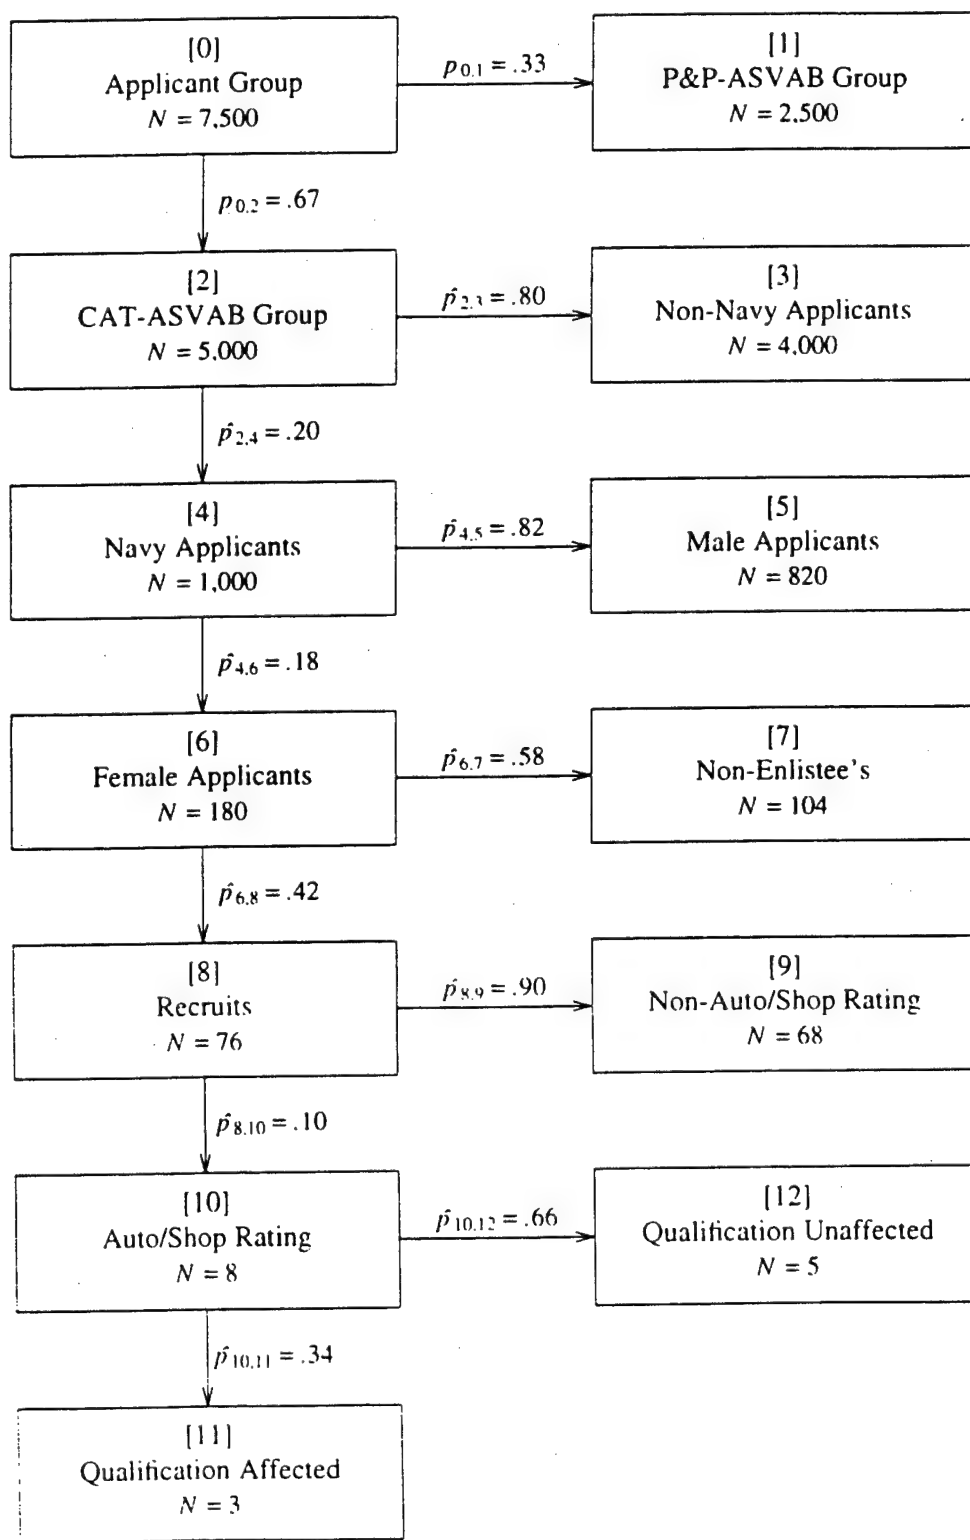 [0]
Applicant Group
N = 7,500
p0.1 = .33
[1]
P&P-ASVAB Group
N = 2,500
p0.2 = .67
[2]
CAT-ASVAB Group
N = 5,000
p̂2.3 = .80
[3]
Non-Navy Applicants
N = 4,000
p̂2.4 = .20
[4]
Navy Applicants
N = 1,000
p̂4.5 = .82
[5]
Male Applicants
N = 820
p̂4.6 = .18
[6]
Female Applicants
N = 180
p̂6.7 = .58
[7]
Non-Enlistee's
N = 104
p̂6.8 = .42
[8]
Recruits
N = 76
p̂8.9 = .90
[9]
Non-Auto/Shop Rating
N = 68
p̂8.10 = .10
[10]
Auto/Shop Rating
N = 8
p̂10.12 = .66
[12]
Qualification Unaffected
N = 5
p̂10.11 = .34
[11]
Qualification Affected
N = 3